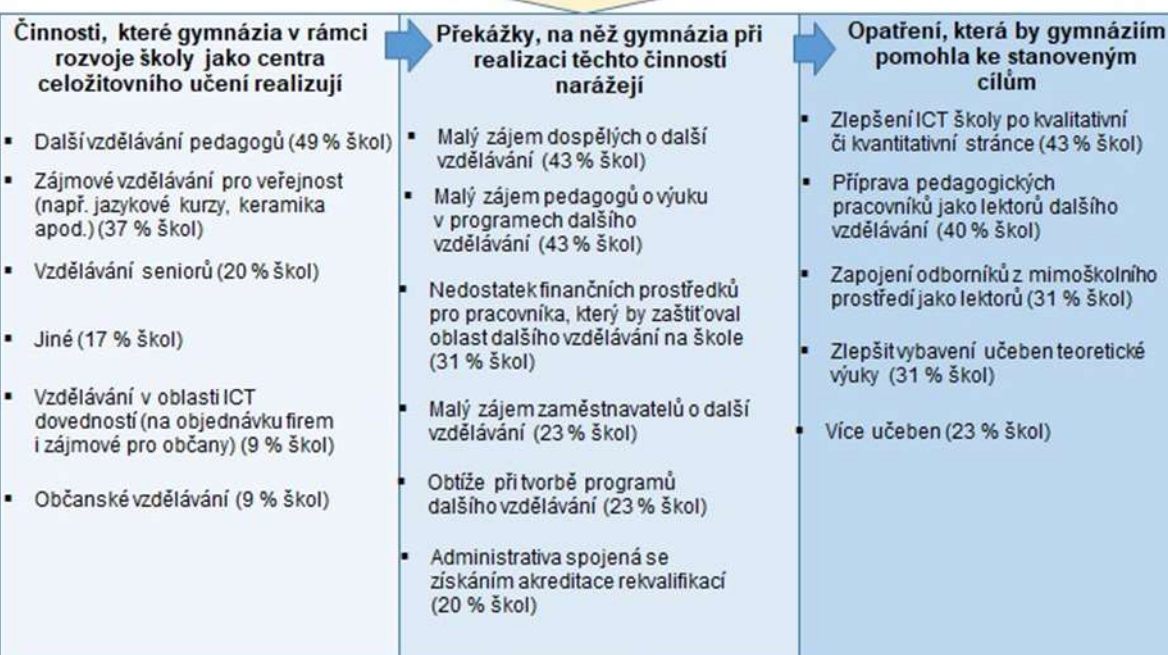 Činnosti, které gymnázia v rámci
rozvoje školy jako centra
celožitovního učení realizují
Další vzdělávání pedagogů (49 % škol)
Zájmové vzdělávání pro veřejnost
(např. jazykové kurzy, keramika
apod.) (37 % škol)
Vzdělávání seniorů (20 % škol)
Jiné (17 % škol)
Vzdělávání v oblasti ICT
dovedností (na objednávku firem
i zájmové pro občany) (9 % škol)
Občanské vzdělávání (9 % škol)
Překážky, na něž gymnázia při
realizaci těchto činností
narážejí
Malý zájem dospělých o další
vzdělávání (43 % škol)
Malý zájem pedagogů o výuku
v programech dalšího
vzdělávání (43 % škol)
Nedostatek finančních prostředků
pro pracovníka, který by zaštiťoval
oblast dalšího vzdělávání na škole
(31 % škol)
Malý zájem zaměstnavatelů o další
vzdělávání (23 % škol)
Obtíže při tvorbě programů
dalšího vzdělávání (23 % škol)
Administrativa spojená se
získáním akreditace rekvalifikací
(20 % škol)
Opatření, která by gymnáziím
pomohla ke stanoveným
cílům
Zlepšení ICT školy po kvalitativní
či kvantitativní stránce (43 % škol)
Příprava pedagogických
pracovníků jako lektorů dalšího
vzdělávání (40 % škol)
Zapojení odborníků z mimoškolního
prostředí jako lektorů (31 % škol)
Zlepšit vybavení učeben teoretické
výuky (31 % škol)
Více učeben (23 % škol)